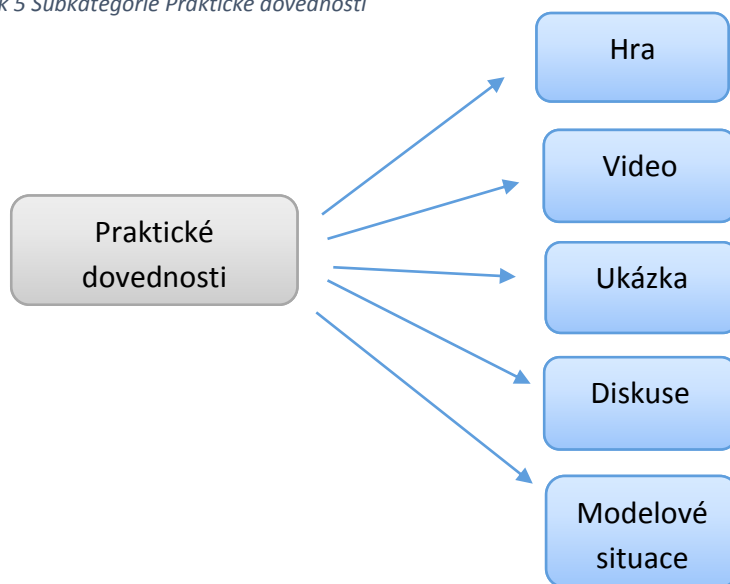 k 5 Subkategorie Praktické dovednosti
Hra
Video
Praktické
dovednosti
Ukázka
Diskuse
Modelové
situace